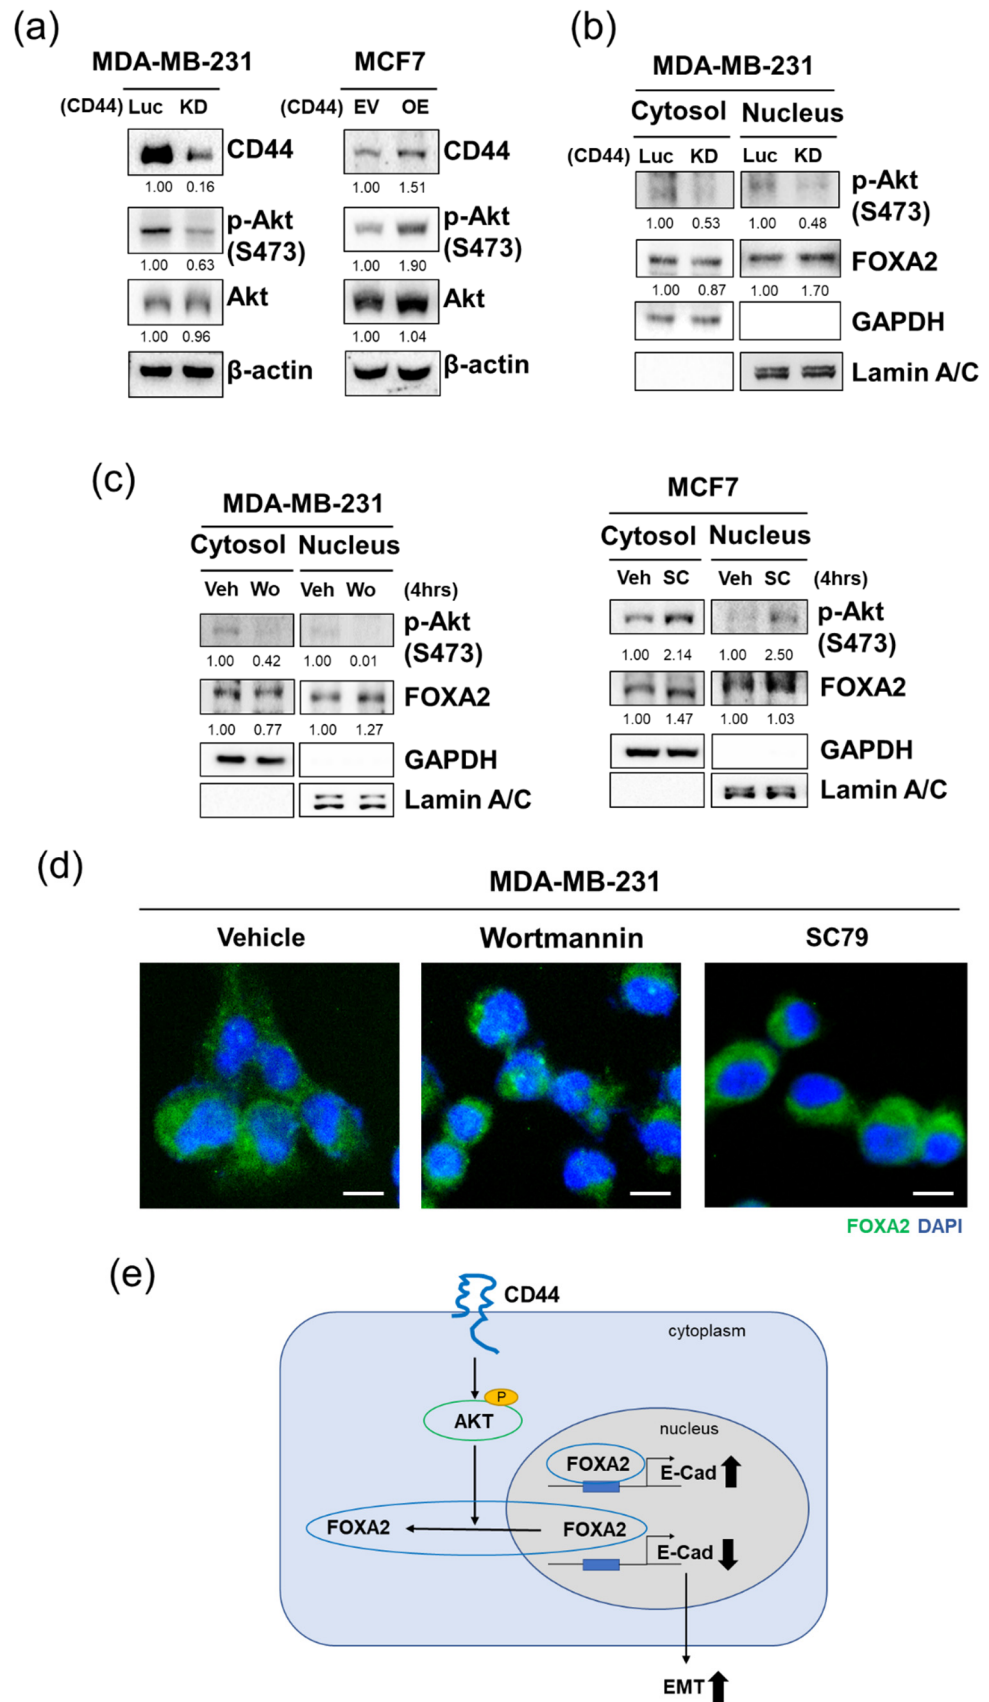 (a)
MDA-MB-231 MCF7
(CD44) Luc KD (CD44) EV OE
CD44 CD44
1.00 0.16 1.00 1.51
p-Akt p-Akt
(S473) (S473)
1.00 0.63 1.00 1.90
Akt Akt
1.00 0.96 1.00 1.04
β-actin β-actin
(b)
MDA-MB-231
Cytosol Nucleus
(CD44) Luc KD Luc KD
p-Akt
(S473)
1.00 0.53 1.00 0.48
FOXA2
1.00 0.87 1.00 1.70
GAPDH
Lamin A/C
(c)
MDA-MB-231
Cytosol Nucleus
Veh Wo Veh Wo (4hrs)
p-Akt
(S473)
1.00 0.42 1.00 0.01
FOXA2
1.00 0.77 1.00 1.27
GAPDH
Lamin A/C
MCF7
Cytosol Nucleus
Veh SC Veh SC (4hrs)
p-Akt
(S473)
1.00 2.14 1.00 2.50
FOXA2
1.00 1.47 1.00 1.03
GAPDH
Lamin A/C
(d)
MDA-MB-231
Vehicle Wortmannin SC79
FOXA2 DAPI
(e)
CD44
cytoplasm
P
AKT
nucleus
FOXA2
E-Cad
FOXA2 FOXA2
E-Cad
EMT